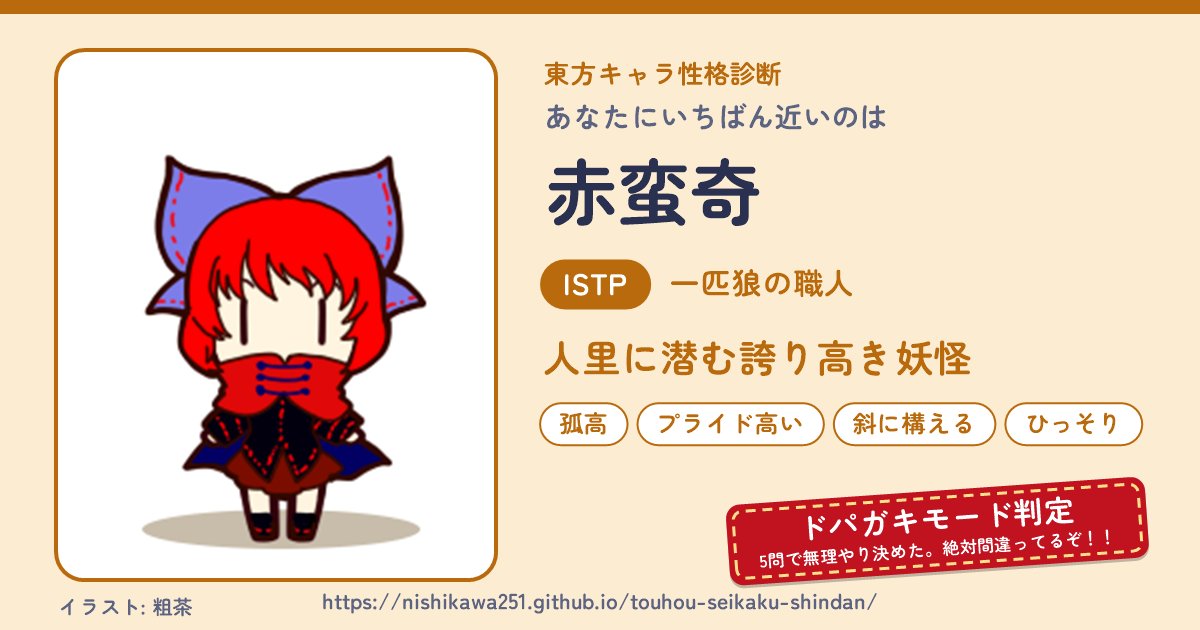 東方キャラ性格診断
あなたにいちばん近いのは
赤蛮奇
ISTP 一匹狼の職人
人里に潜む誇り高き妖怪
孤高 プライド高い 斜に構える ひっそり
ドパガキモード判定
5問で無理やり決めた。絶対間違ってるぞ！！
イラスト: 粗茶
https://nishikawa251.github.io/touhou-seikaku-shindan/